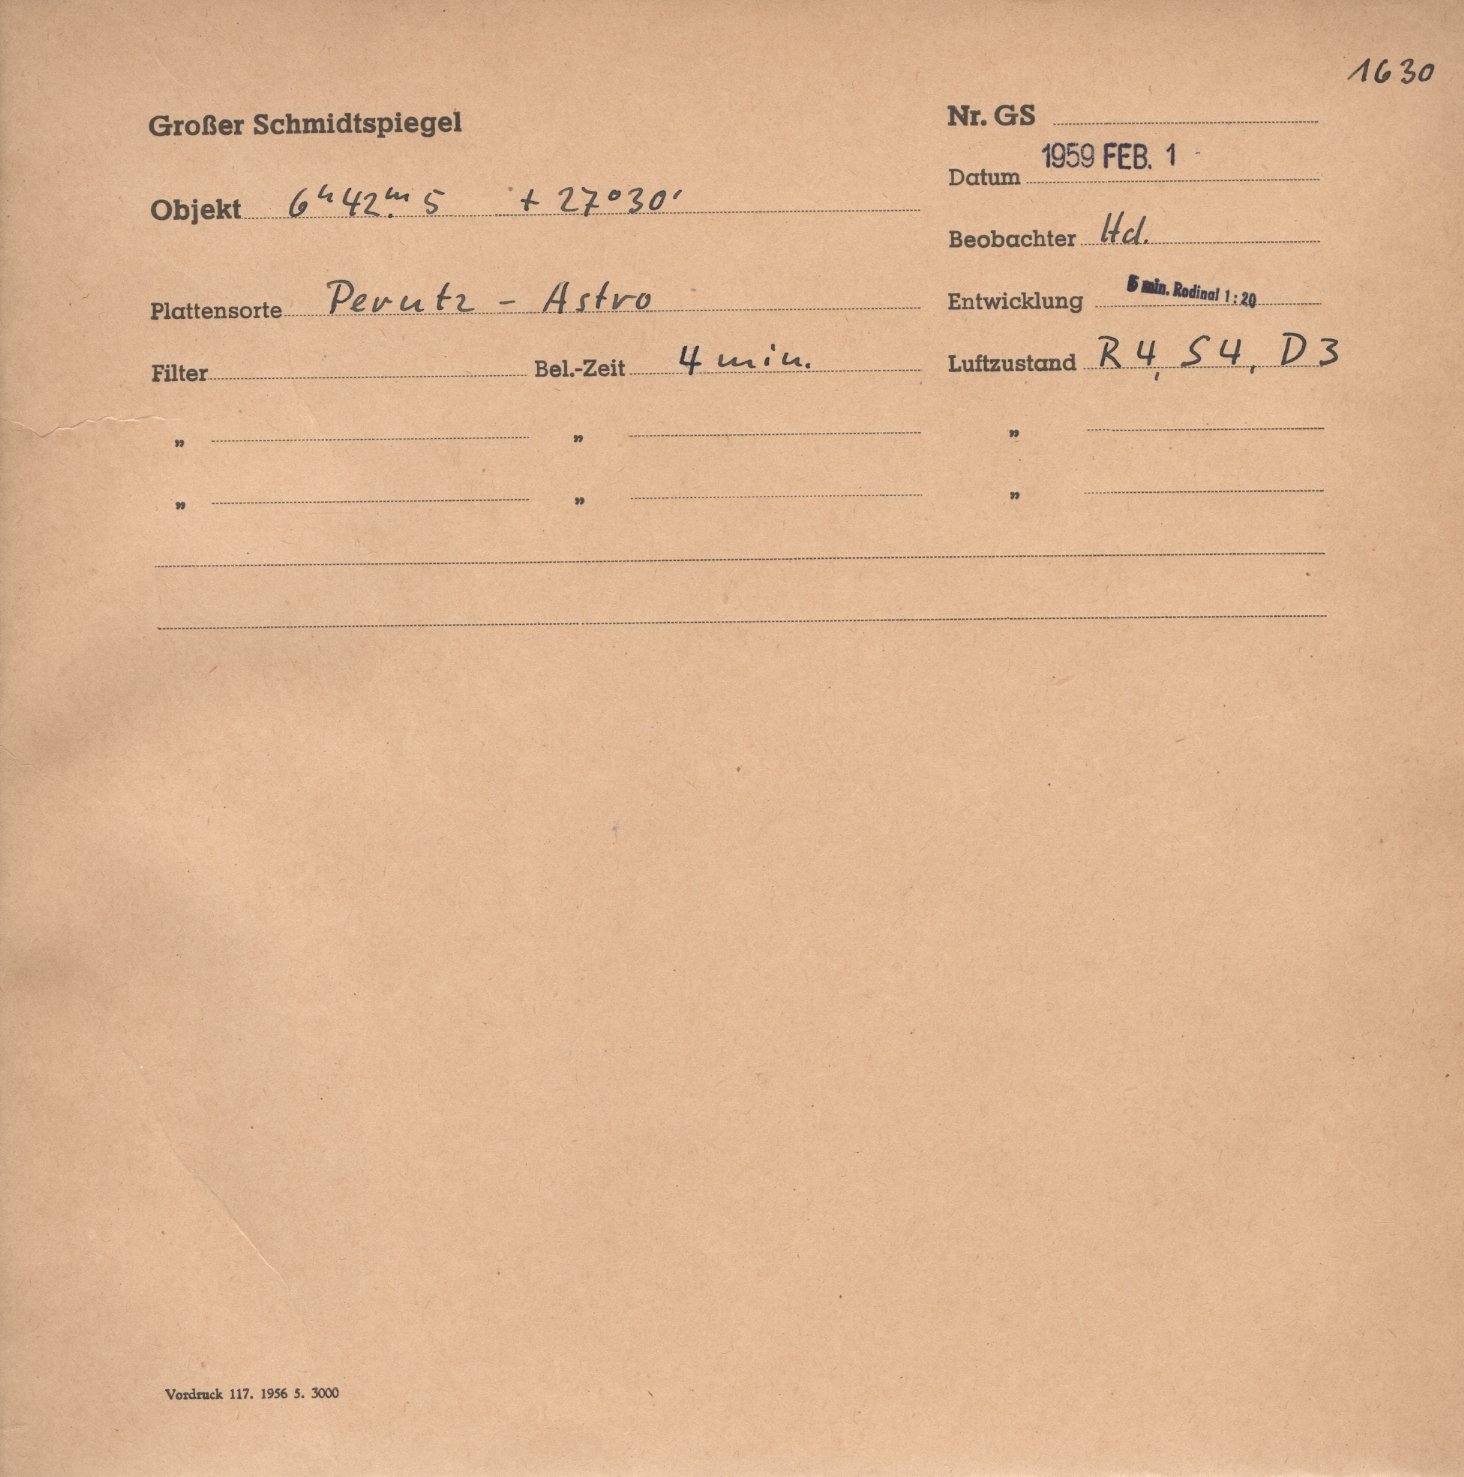 1630
Großer Schmidtspiegel
Nr. GS
Datum 1959 FEB. 1
Objekt 6ʰ42ᵐ.5 + 27°30'
Beobachter Hd.
Plattensorte Perutz - Astro
Entwicklung 5 min. Rodinal 1:20
Filter Bel.-Zeit 4 min. Luftzustand R4, S4, D3
„ „ „
„ „ „
Vordruck 117. 1956 5. 3000